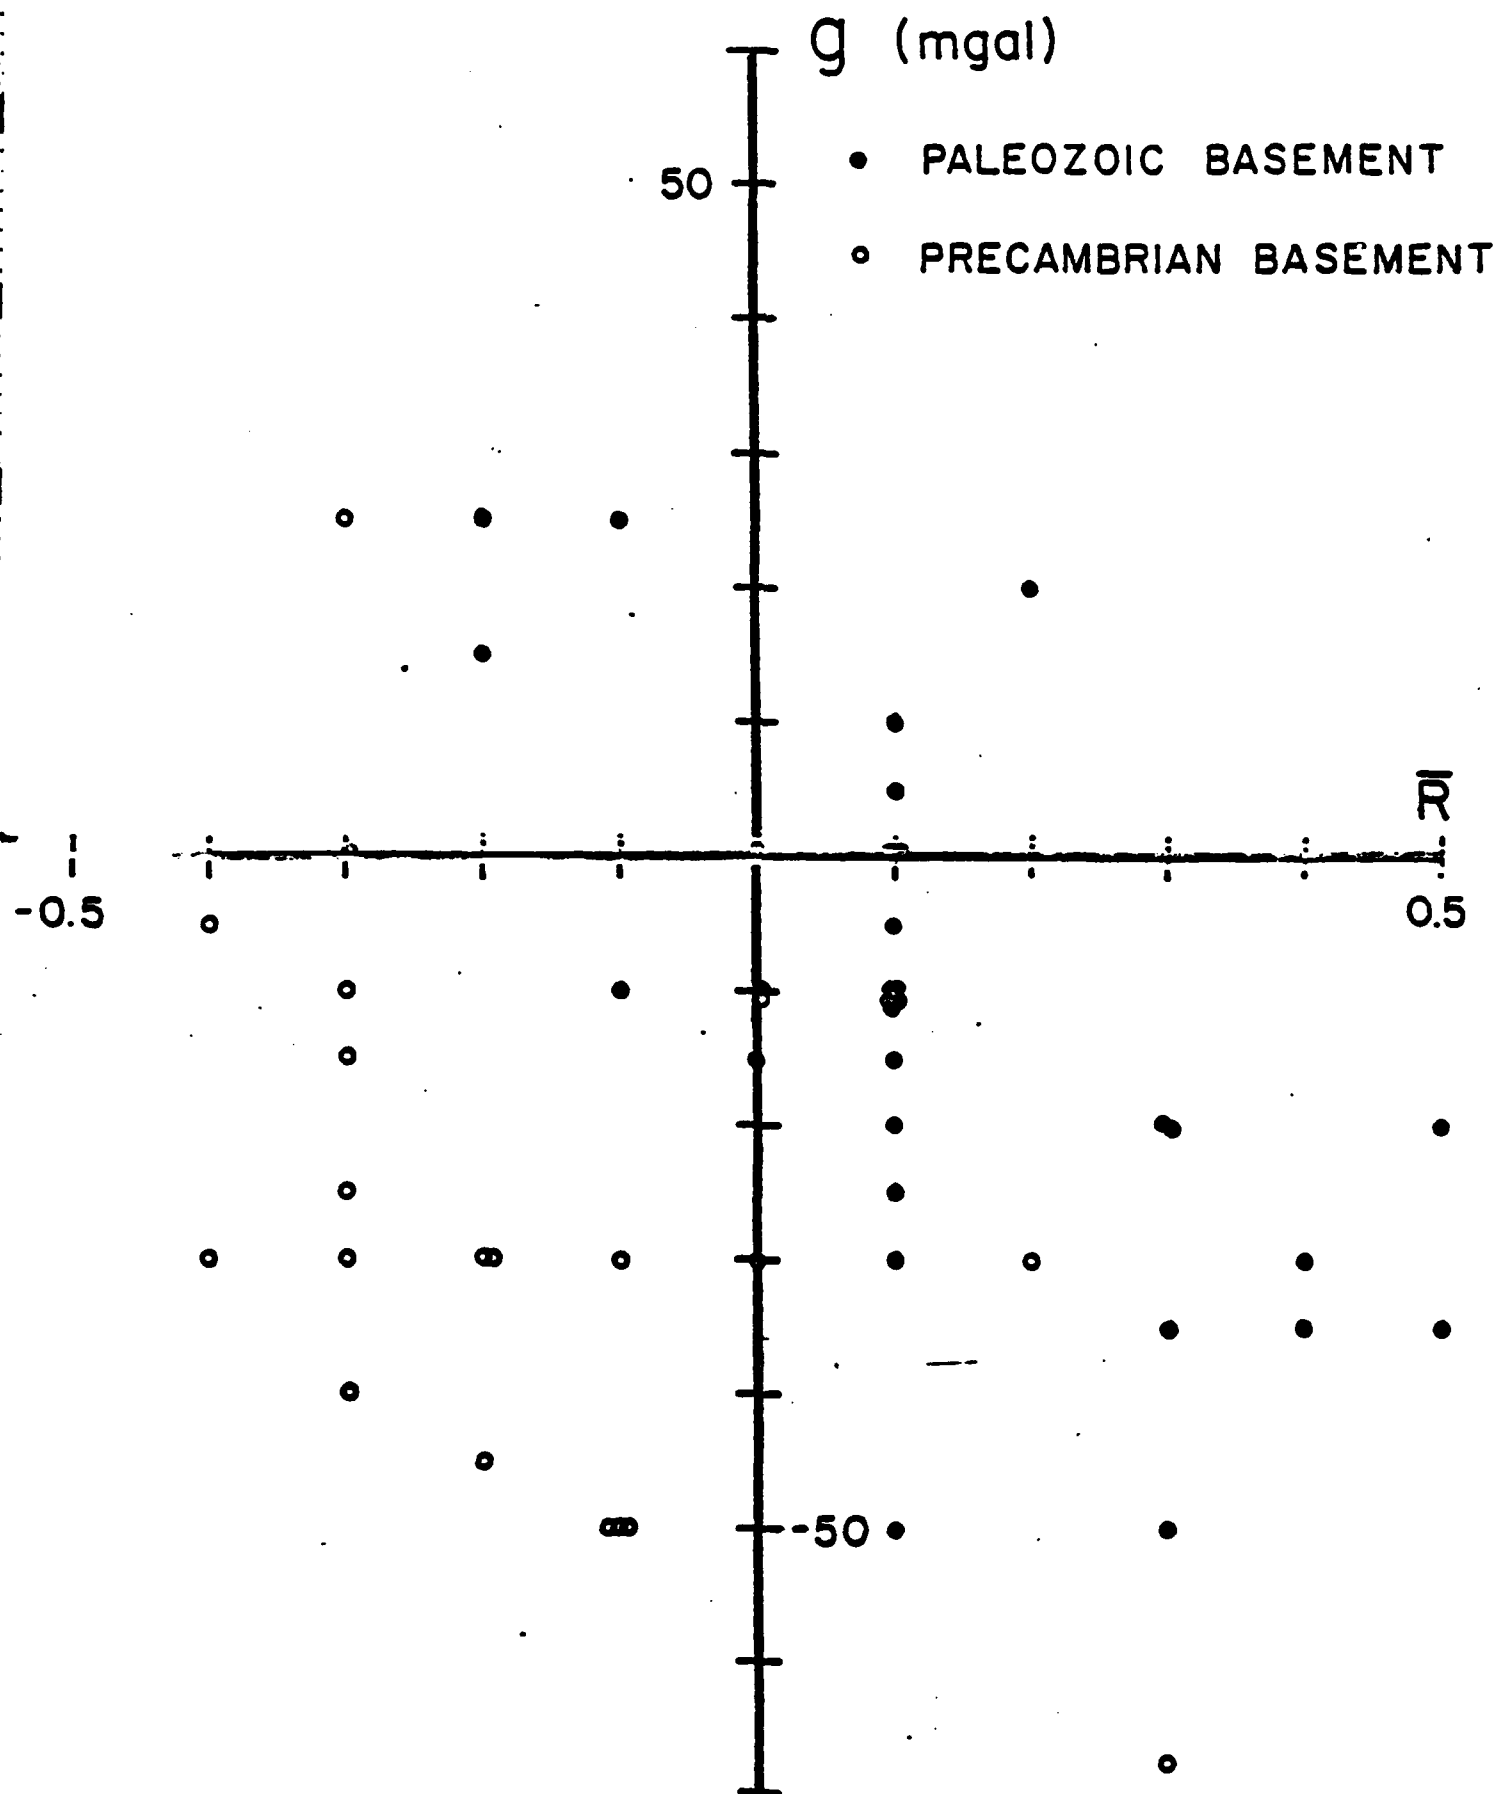 g (mgal)
PALEOZOIC BASEMENT
50
PRECAMBRIAN BASEMENT
R̅
-0.5
0.5
-50